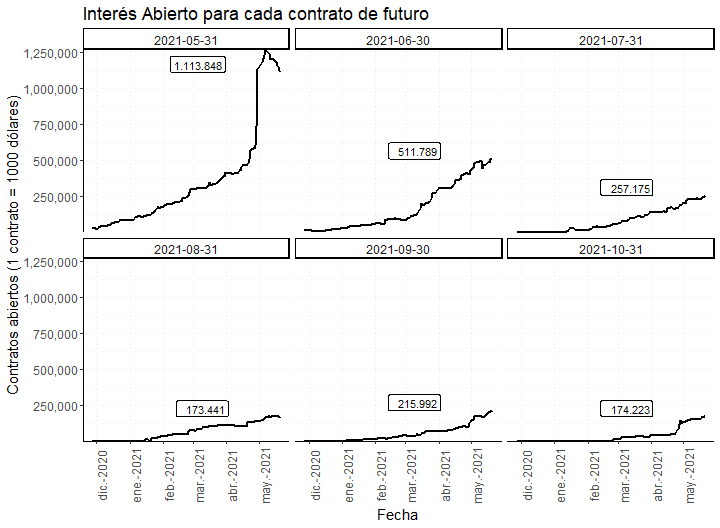 Interés Abierto para cada contrato de futuro
2021-05-31
2021-06-30
2021-07-31
1,250,000
1,000,000
750,000
500,000
250,000
1.113.848
511.789
257.175
2021-08-31
2021-09-30
2021-10-31
1,250,000
1,000,000
750,000
500,000
250,000
173.441
215.992
174.223
dic.-2020
ene.-2021
feb.-2021
mar.-2021
abr.-2021
may.-2021
dic.-2020
ene.-2021
feb.-2021
mar.-2021
abr.-2021
may.-2021
dic.-2020
ene.-2021
feb.-2021
mar.-2021
abr.-2021
may.-2021
Fecha
Contratos abiertos (1 contrato = 1000 dólares)